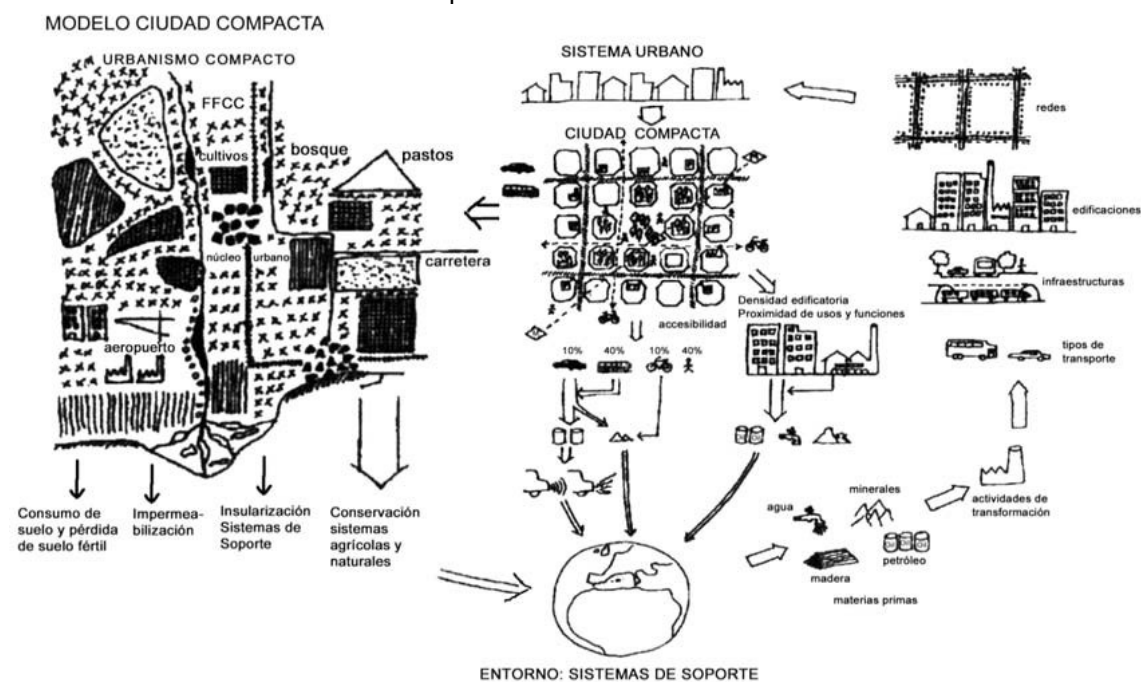 MODELO CIUDAD COMPACTA
URBANISMO COMPACTO
FFCC
cultivos
bosque
pastos
núcleo urbano
carretera
aeropuerto
Consumo de
suelo y pérdida
de suelo fértil
Impermea-
bilización
Insularización
Sistemas de
Soporte
Conservación
sistemas
agrícolas y
naturales
SISTEMA URBANO
CIUDAD COMPACTA
accesibilidad
10% 40% 10% 40%
Densidad edificatoria
Proximidad de usos y funciones
redes
edificaciones
infraestructuras
tipos de
transporte
actividades de
transformación
minerales
agua
petróleo
madera
materias primas
ENTORNO: SISTEMAS DE SOPORTE